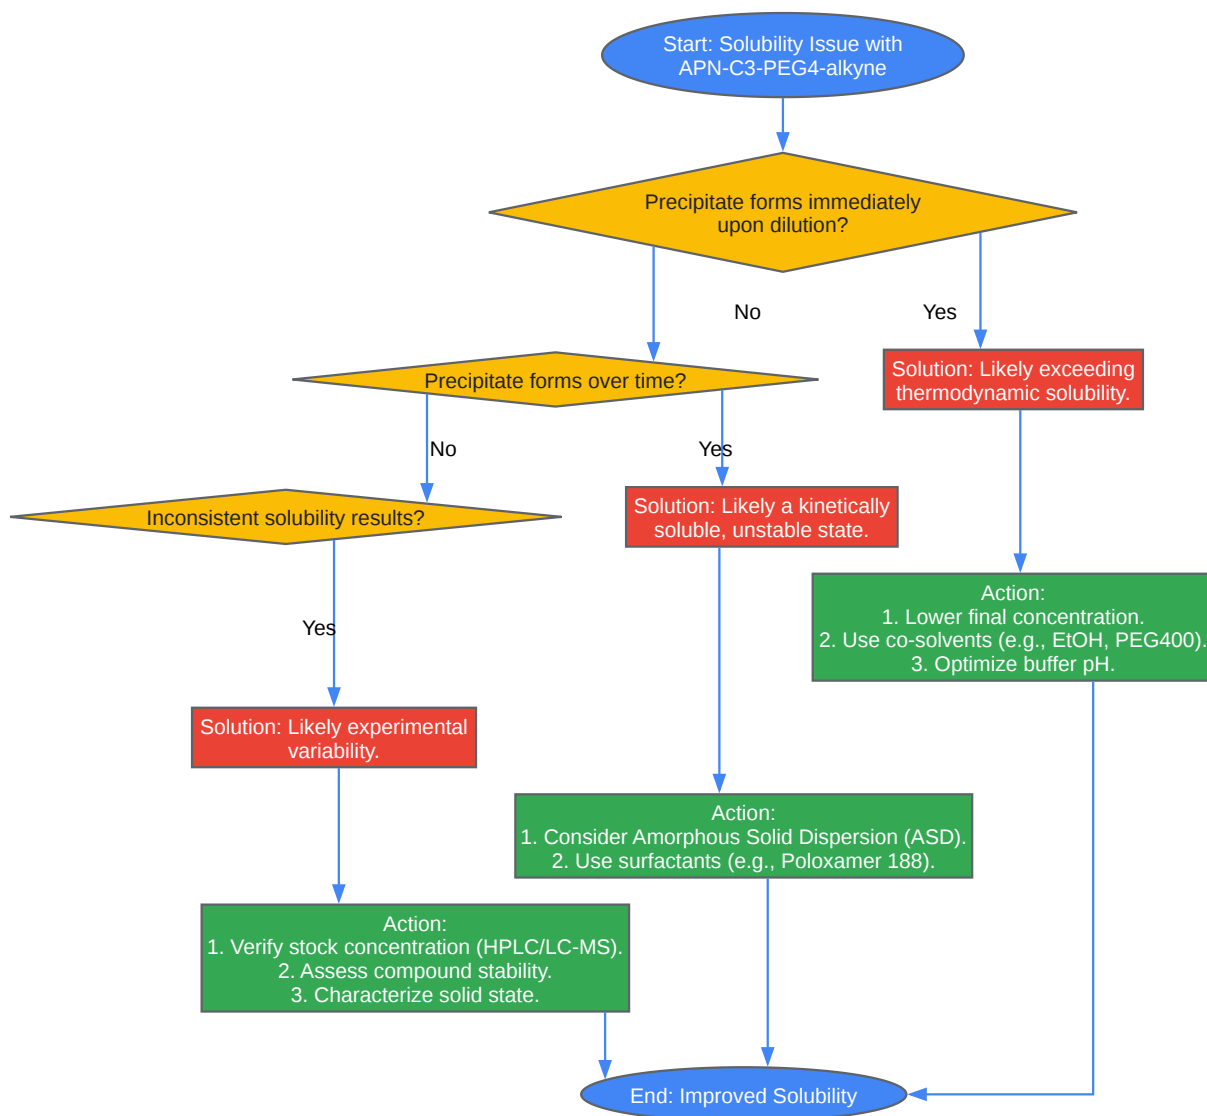 Start: Solubility Issue with
APN-C3-PEG4-alkyne
Precipitate forms immediately
upon dilution?
No
Yes
Solution: Likely exceeding
thermodynamic solubility.
Precipitate forms over time?
No
Yes
Solution: Likely a kinetically
soluble, unstable state.
Inconsistent solubility results?
Action:
1. Lower final concentration.
2. Use co-solvents (e.g., EtOH, PEG400).
3. Optimize buffer pH.
Yes
Solution: Likely experimental
variability.
Action:
1. Consider Amorphous Solid Dispersion (ASD).
2. Use surfactants (e.g., Poloxamer 188).
Action:
1. Verify stock concentration (HPLC/LC-MS).
2. Assess compound stability.
3. Characterize solid state.
End: Improved Solubility